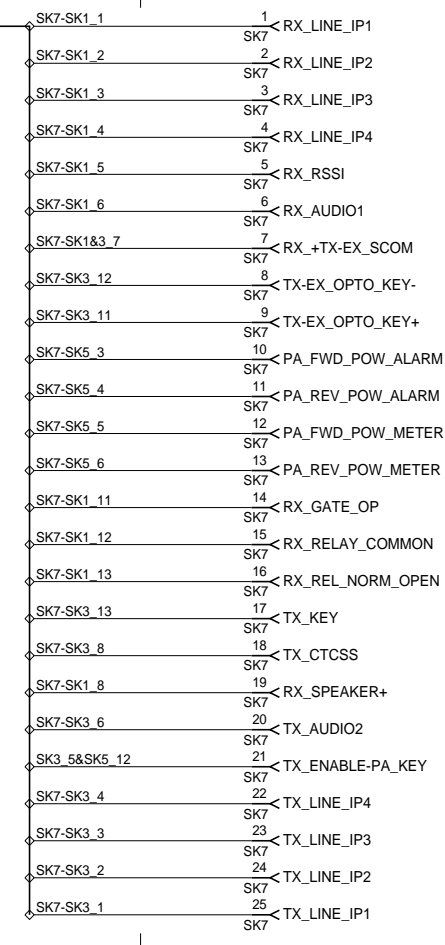 SK7-SK1_1 1 RX_LINE_IP1
SK7
SK7-SK1_2 2 RX_LINE_IP2
SK7
SK7-SK1_3 3 RX_LINE_IP3
SK7
SK7-SK1_4 4 RX_LINE_IP4
SK7
SK7-SK1_5 5 RX_RSSI
SK7
SK7-SK1_6 6 RX_AUDIO1
SK7
SK7-SK1&3_7 7 RX_+TX-EX_SCOM
SK7
SK7-SK3_12 8 TX-EX_OPTO_KEY-
SK7
SK7-SK3_11 9 TX-EX_OPTO_KEY+
SK7
SK7-SK5_3 10 PA_FWD_POW_ALARM
SK7
SK7-SK5_4 11 PA_REV_POW_ALARM
SK7
SK7-SK5_5 12 PA_FWD_POW_METER
SK7
SK7-SK5_6 13 PA_REV_POW_METER
SK7
SK7-SK1_11 14 RX_GATE_OP
SK7
SK7-SK1_12 15 RX_RELAY_COMMON
SK7
SK7-SK1_13 16 RX_REL_NORM_OPEN
SK7
SK7-SK3_13 17 TX_KEY
SK7
SK7-SK3_8 18 TX_CTCSS
SK7
SK7-SK1_8 19 RX_SPEAKER+
SK7
SK7-SK3_6 20 TX_AUDIO2
SK7
SK3_5&SK5_12 21 TX_ENABLE-PA_KEY
SK7
SK7-SK3_4 22 TX_LINE_IP4
SK7
SK7-SK3_3 23 TX_LINE_IP3
SK7
SK7-SK3_2 24 TX_LINE_IP2
SK7
SK7-SK3_1 25 TX_LINE_IP1
SK7